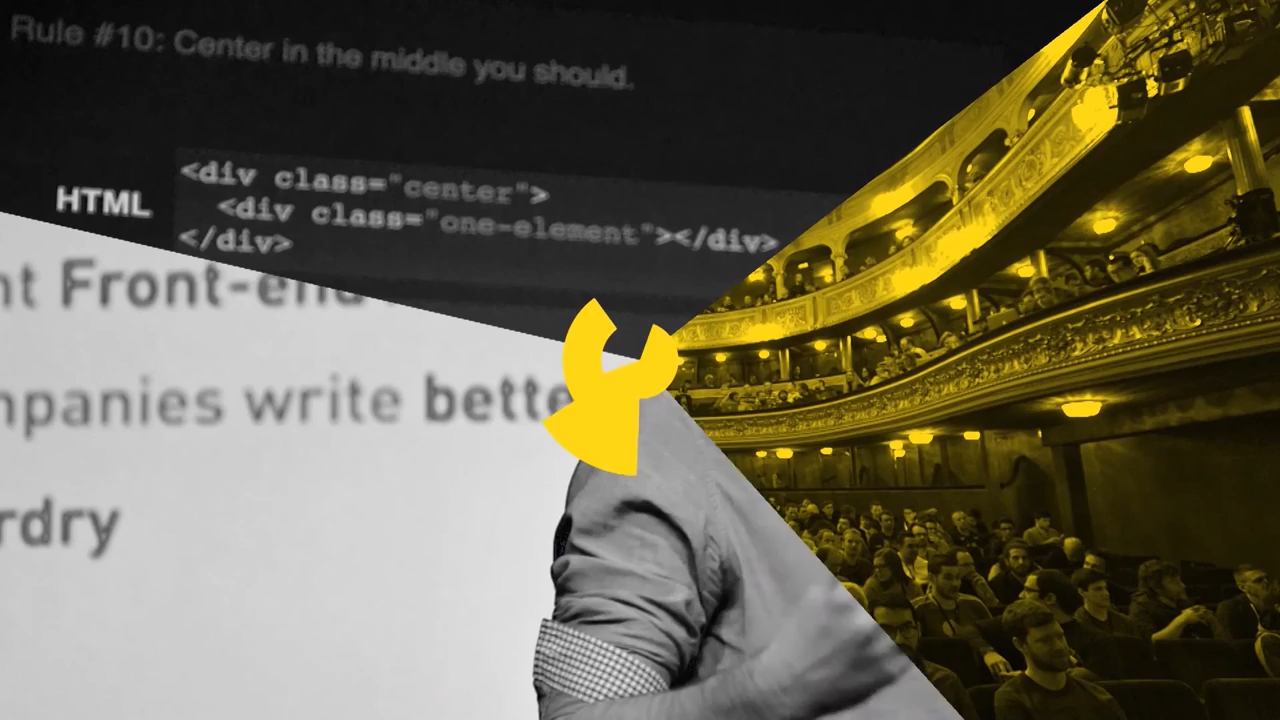 Rule #10: Center in the middle you should.
HTML
<div class="center">
<div class="one-element"></div>
</div>
nt Front-end
mpanies write bette
rdry